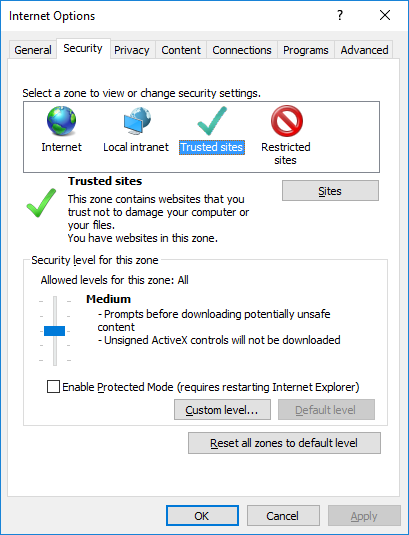 Internet Options
?
General Security Privacy Content Connections Programs Advanced
Select a zone to view or change security settings.
Internet Local intranet Trusted sites Restricted
sites
Trusted sites
Sites
This zone contains websites that you
trust not to damage your computer or
your files.
You have websites in this zone.
Security level for this zone
Allowed levels for this zone: All
Medium
- Prompts before downloading potentially unsafe
content
- Unsigned ActiveX controls will not be downloaded
Enable Protected Mode (requires restarting Internet Explorer)
Custom level... Default level
Reset all zones to default level
OK Cancel Apply